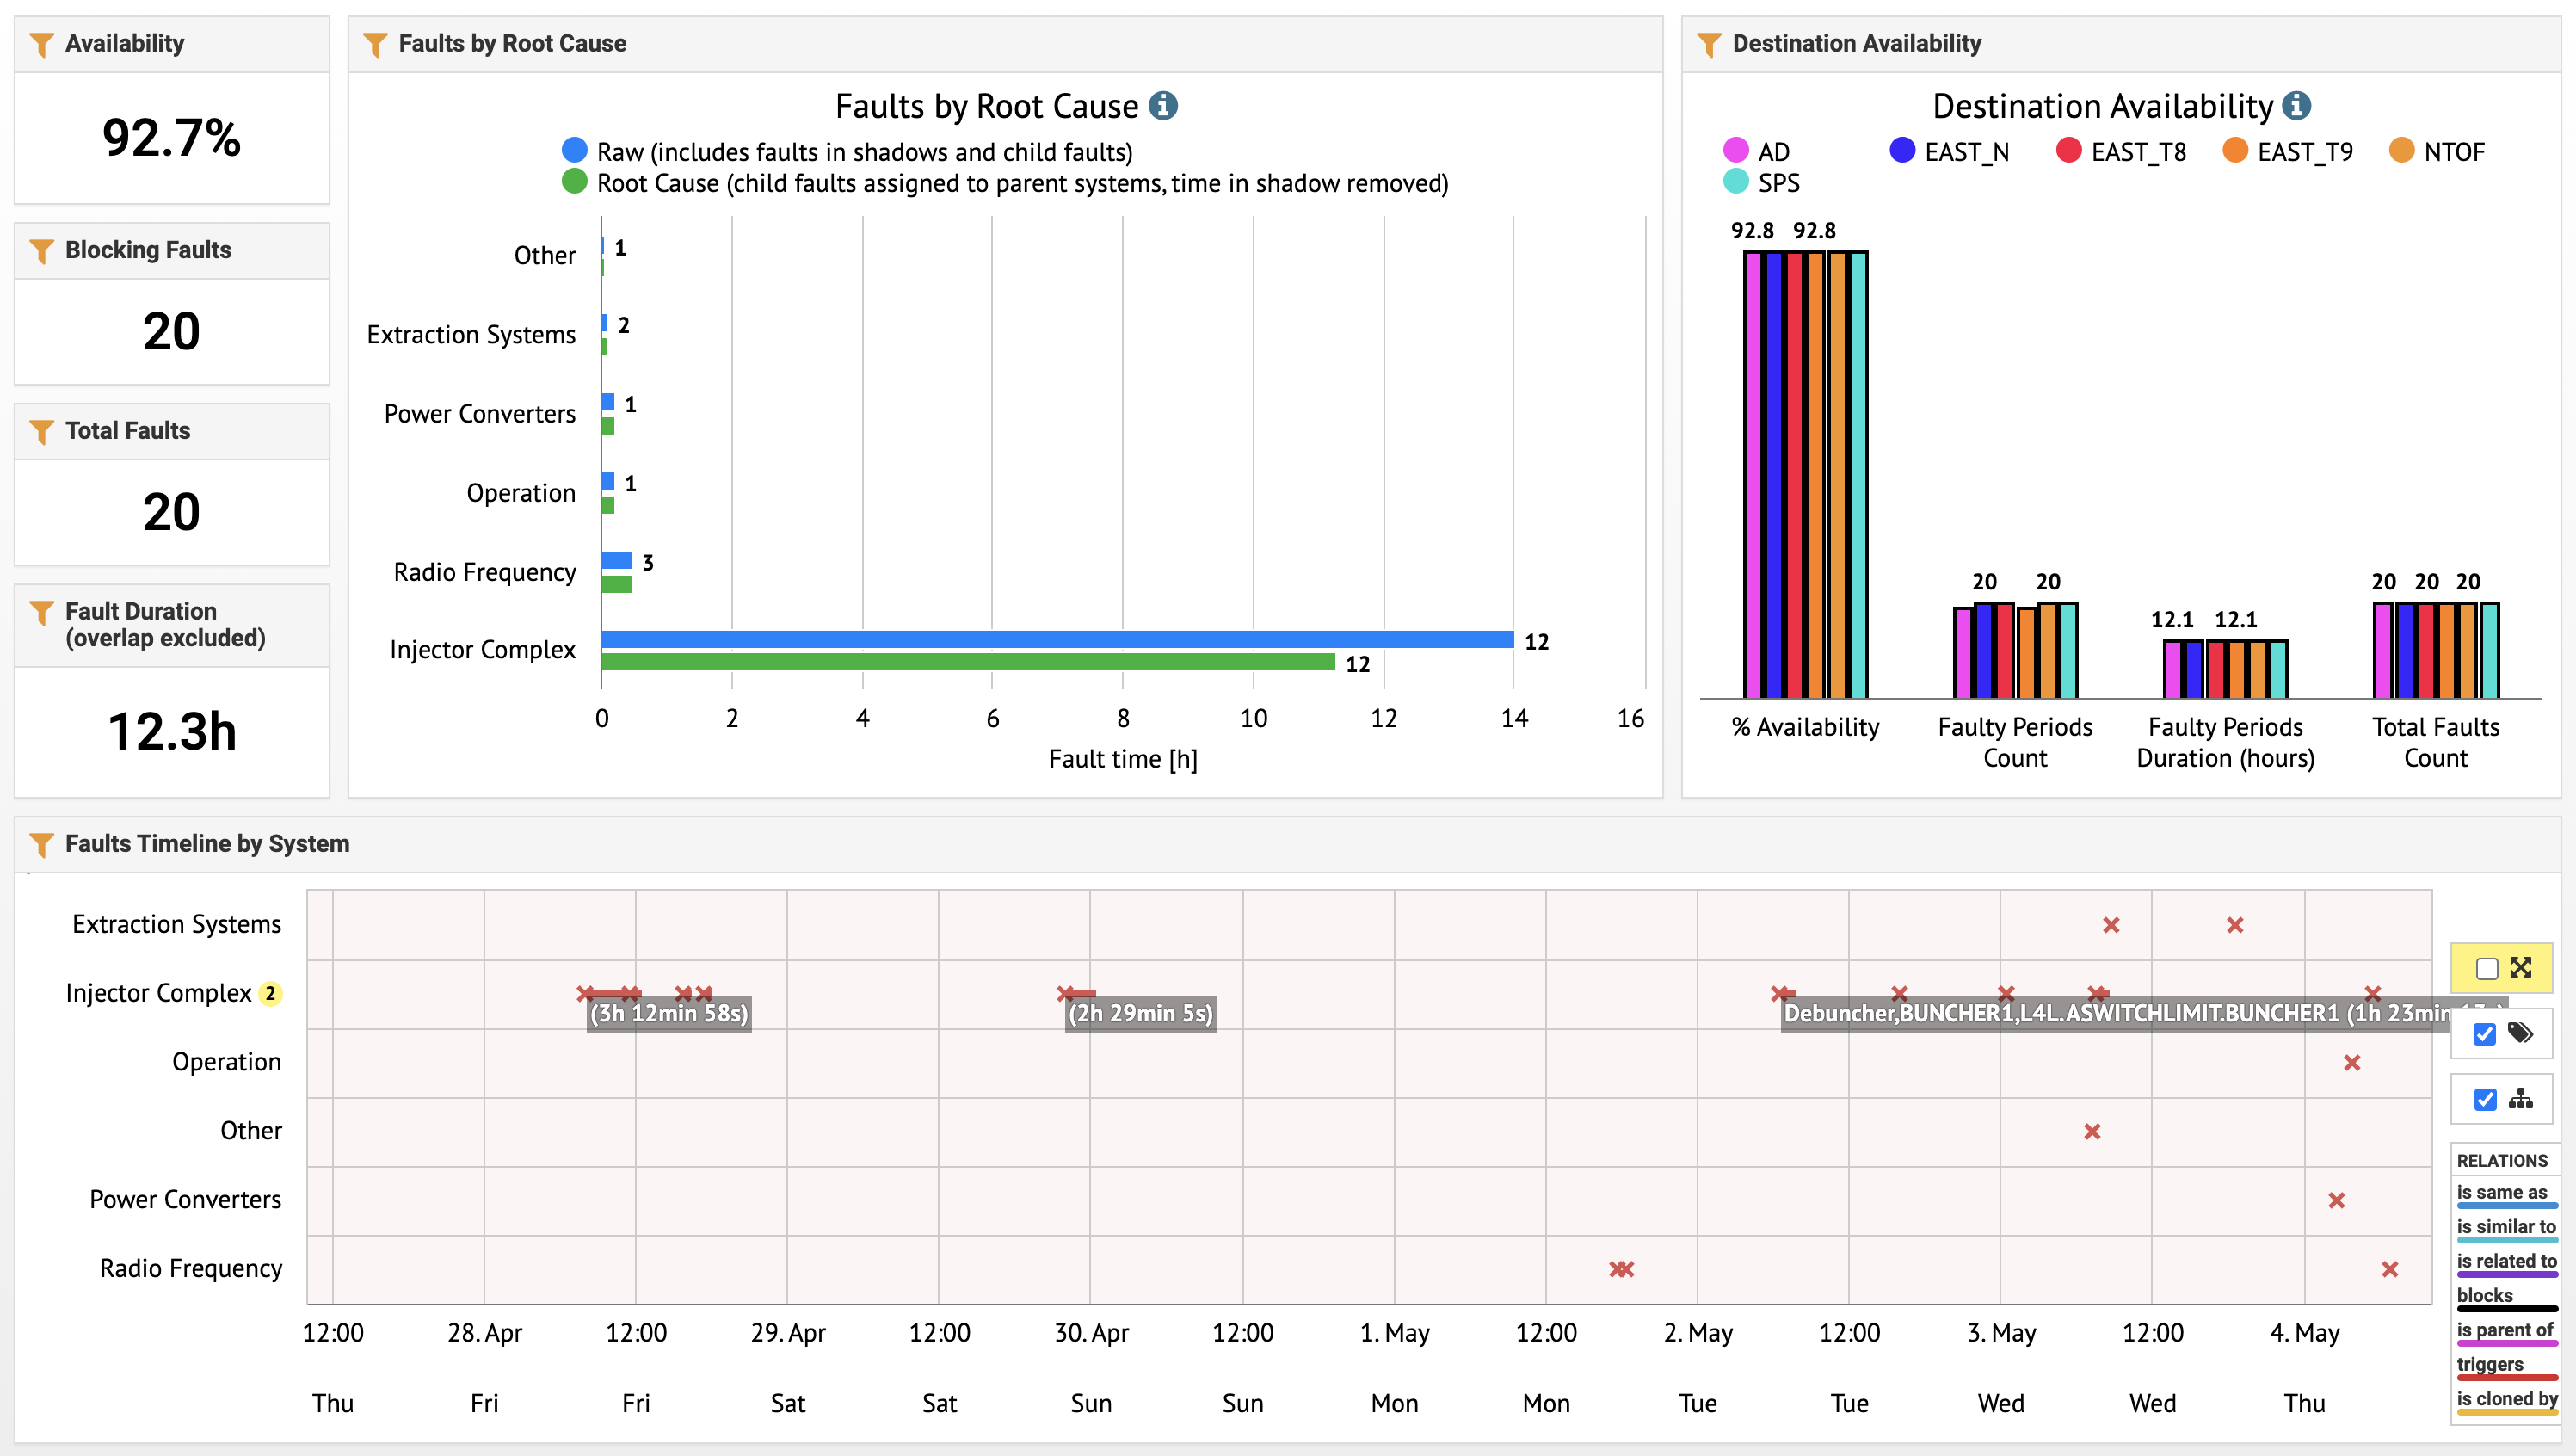 Availability
92.7%
Blocking Faults
20
Total Faults
20
Fault Duration
(overlap excluded)
12.3h
Faults by Root Cause
Faults by Root Cause
Raw (includes faults in shadows and child faults)
Root Cause (child faults assigned to parent systems, time in shadow removed)
Other
1
Extraction Systems
2
Power Converters
1
Operation
1
Radio Frequency
3
Injector Complex
12
12
0 2 4 6 8 10 12 14 16
Fault time [h]
Destination Availability
Destination Availability
AD EAST_N EAST_T8 EAST_T9 NTOF
SPS
92.8 92.8
20 20
12.1 12.1
20 20 20
% Availability
Faulty Periods
Count
Faulty Periods
Duration (hours)
Total Faults
Count
Faults Timeline by System
Extraction Systems
Injector Complex 2
(3h 12min 58s)
(2h 29min 5s)
Debuncher,BUNCHER1,L4L.ASWITCHLIMIT.BUNCHER1 (1h 23min
Operation
Other
Power Converters
Radio Frequency
12:00 28. Apr 12:00 29. Apr 12:00 30. Apr 12:00 1. May 12:00 2. May 12:00 3. May 12:00 4. May
Thu Fri Fri Sat Sat Sun Sun Mon Mon Tue Tue Wed Wed Thu
RELATIONS
is same as
is similar to
is related to
blocks
is parent of
triggers
is cloned by